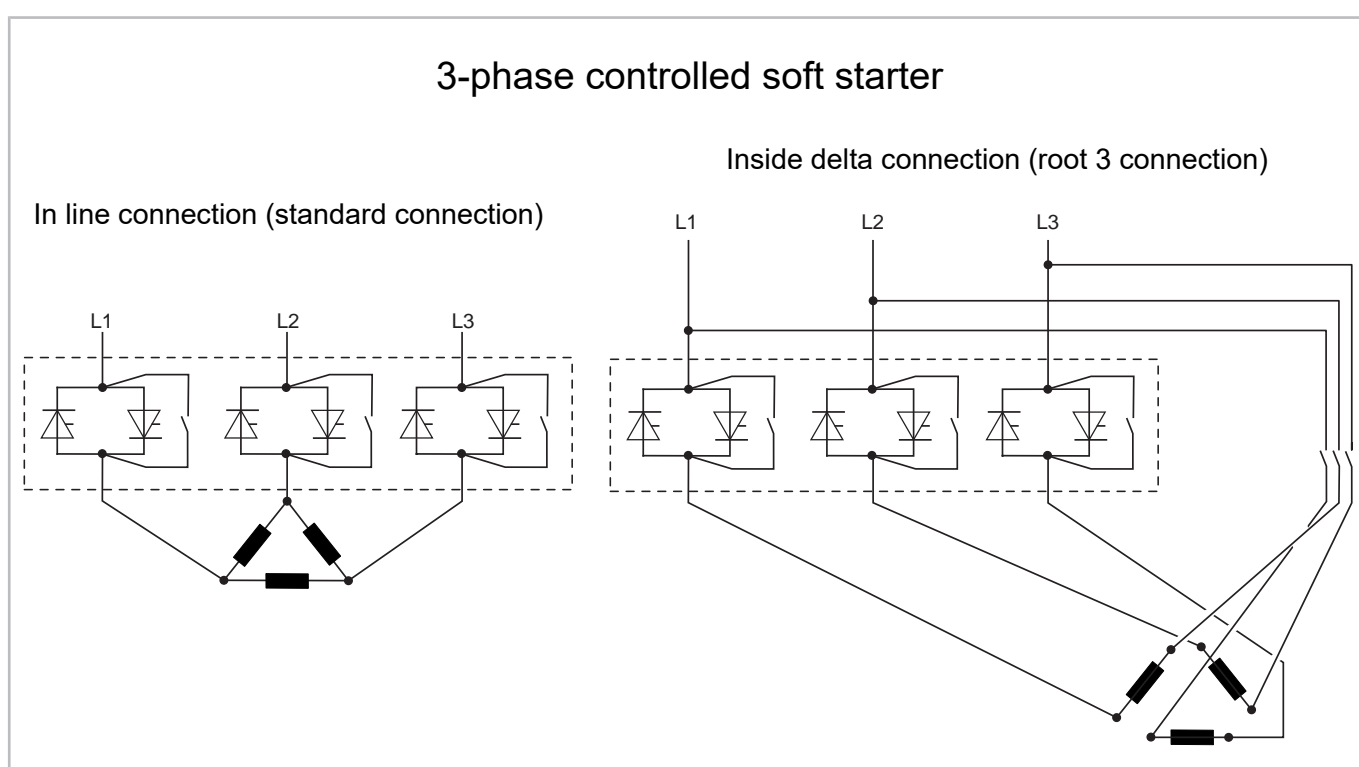 3-phase controlled soft starter
Inside delta connection (root 3 connection)
In line connection (standard connection)
L1 L2 L3
L1 L2 L3